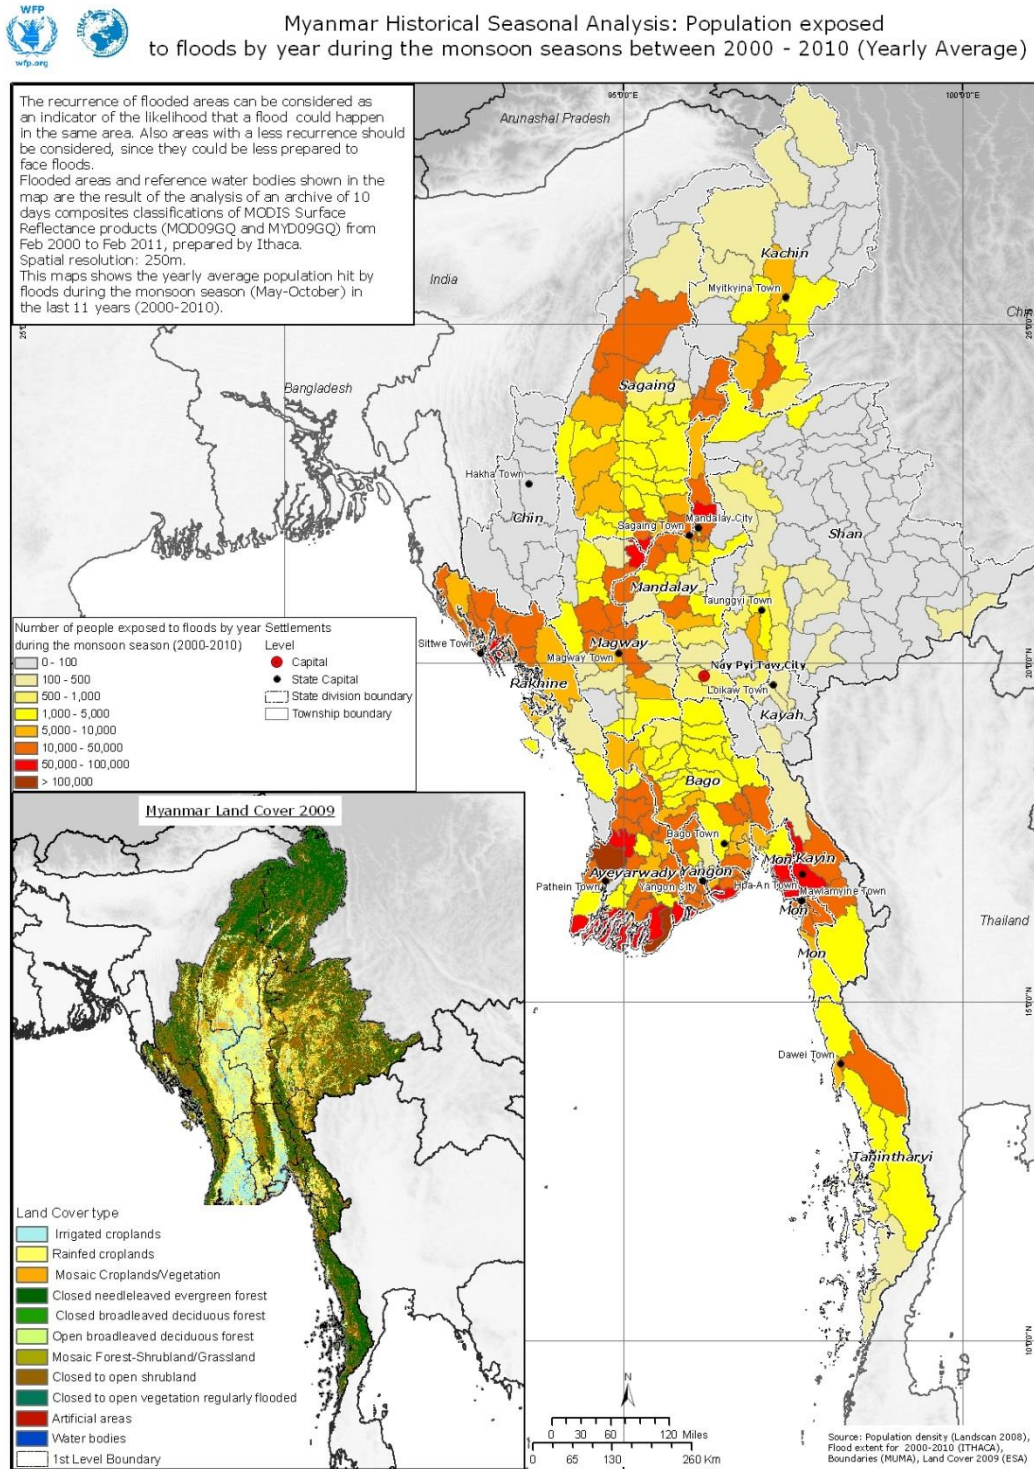 WFP
wfp.org
ITHACA
Myanmar Historical Seasonal Analysis: Population exposed
to floods by year during the monsoon seasons between 2000 - 2010 (Yearly Average)
The recurrence of flooded areas can be considered as
an indicator of the likelihood that a flood could happen
in the same area. Also areas with a less recurrence should
be considered, since they could be less prepared to
face floods.
Flooded areas and reference water bodies shown in the
map are the result of the analysis of an archive of 10
days composites classifications of MODIS Surface
Reflectance products (MOD09GQ and MYD09GQ) from
Feb 2000 to Feb 2011, prepared by Ithaca.
Spatial resolution: 250m.
This maps shows the yearly average population hit by
floods during the monsoon season (May-October) in
the last 11 years (2000-2010).
95°0'0"E
100°0'0"E
Arunashal Pradesh
India
Kachin
Myitkyina Town
25°0'0"N
Bangladesh
Sagaing
Hakha Town
Chin
Sagaing Town
Mandalay City
Shan
Mandalay
Taunggyi Town
Magway
Magway Town
Sittwe Town
Nay Pyi Taw City
Loikaw Town
20°0'0"N
Rakhine
Kayah
Bago
Bago Town
Ayeyarwady
Yangon
Mon
Kayin
Pathein Town
Yangon City
Hpa-An Town
Mawlamyine Town
Mon
Mon
Thailand
15°0'0"N
Dawei Town
Tanintharyi
10°0'0"N
Number of people exposed to floods by year
during the monsoon season (2000-2010)
0 - 100
100 - 500
500 - 1,000
1,000 - 5,000
5,000 - 10,000
10,000 - 50,000
50,000 - 100,000
> 100,000
Settlements
Level
Capital
State Capital
State division boundary
Township boundary
Myanmar Land Cover 2009
Land Cover type
Irrigated croplands
Rainfed croplands
Mosaic Croplands/Vegetation
Closed needleleaved evergreen forest
Closed broadleaved deciduous forest
Open broadleaved deciduous forest
Mosaic Forest-Shrubland/Grassland
Closed to open shrubland
Closed to open vegetation regularly flooded
Artificial areas
Water bodies
1st Level Boundary
N
0 30 60 120 Miles
0 65 130 260 Km
Source: Population density (Landscan 2008),
Flood extent for 2000-2010 (ITHACA),
Boundaries (MUMA), Land Cover 2009 (ESA)